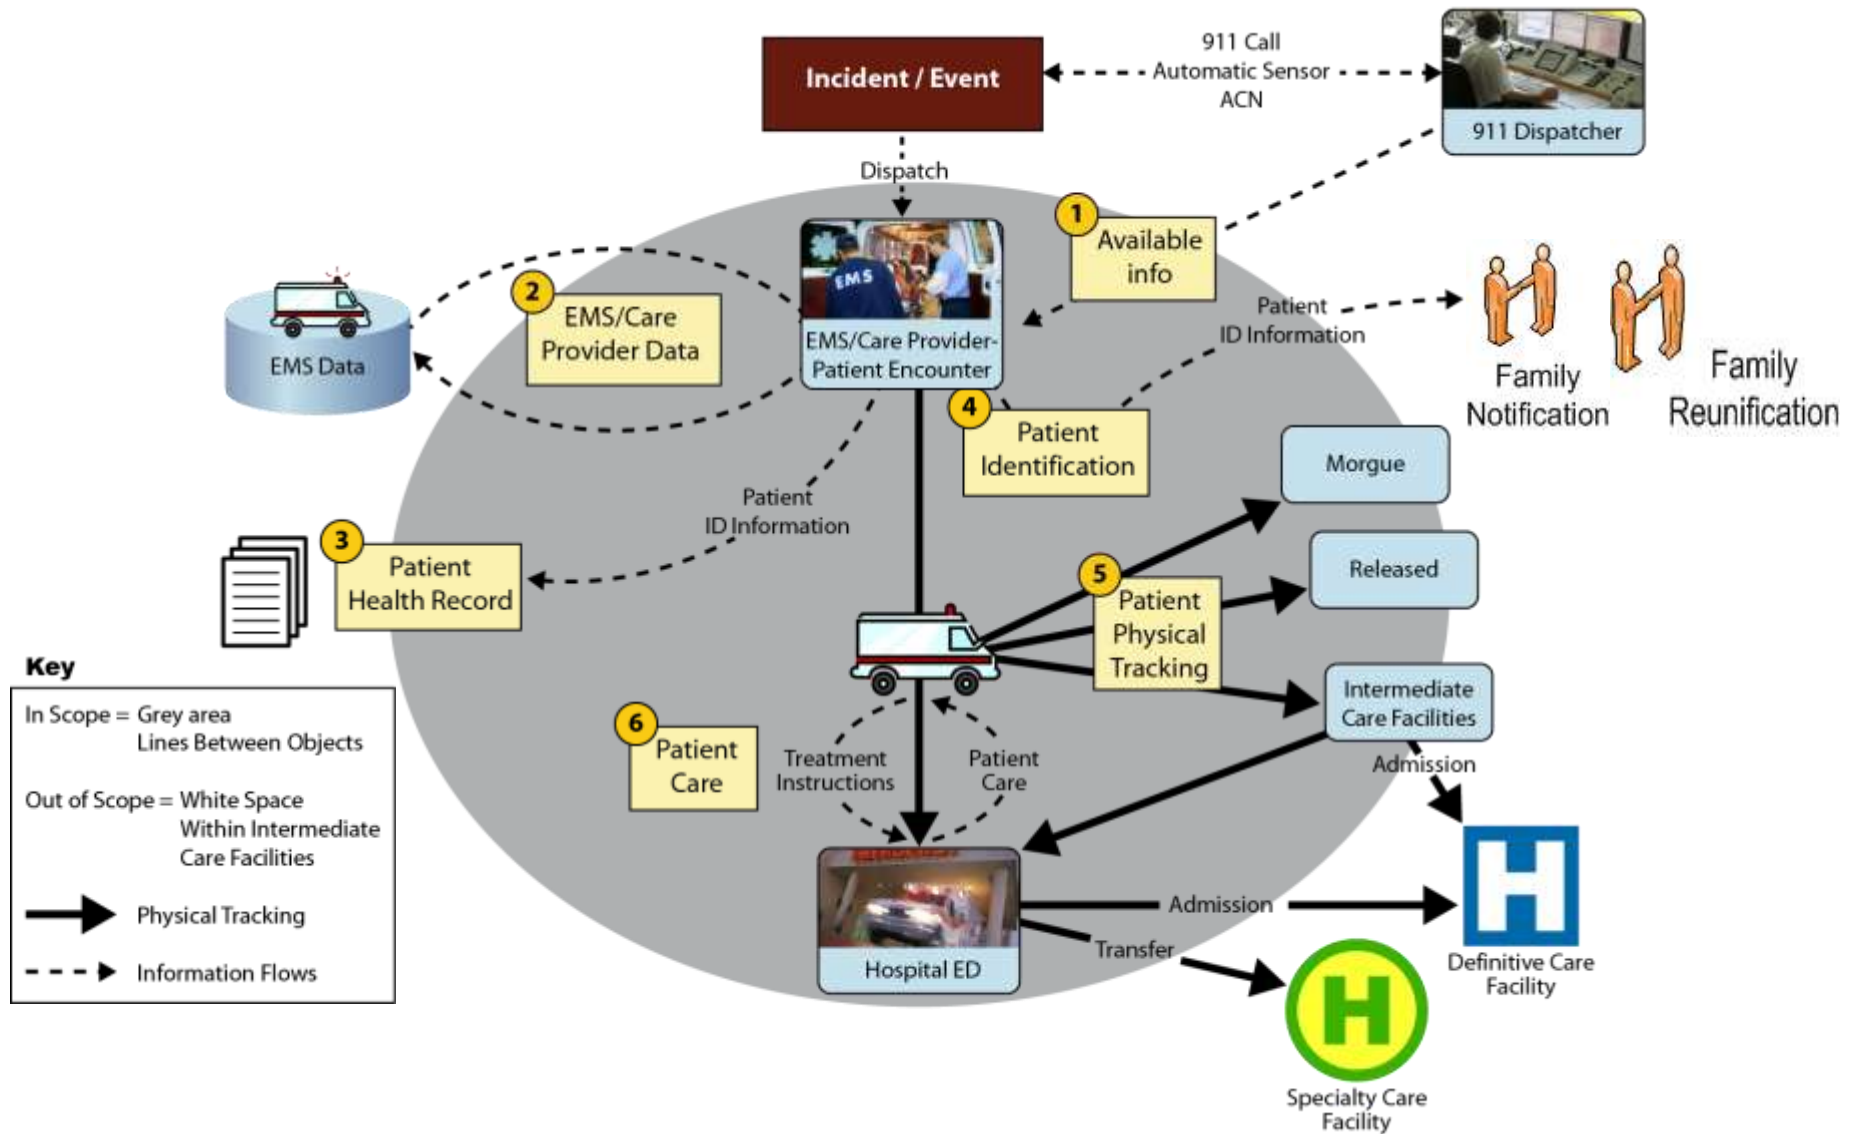 Incident / Event
911 Call
Automatic Sensor
ACN
911 Dispatcher
Dispatch
1
Available
info
EMS
EMS/Care Provider-
Patient Encounter
2
EMS/Care
Provider Data
EMS Data
Patient
ID Information
Family
Notification
Family
Reunification
4
Patient
Identification
Morgue
Patient
ID Information
3
Patient
Health Record
Released
5
Patient
Physical
Tracking
Intermediate
Care Facilities
Admission
6
Patient
Care
Treatment
Instructions
Patient
Care
Key
In Scope = Grey area
Lines Between Objects
Out of Scope = White Space
Within Intermediate
Care Facilities
Physical Tracking
Information Flows
Hospital ED
Admission
Transfer
H
Definitive Care
Facility
H
Specialty Care
Facility